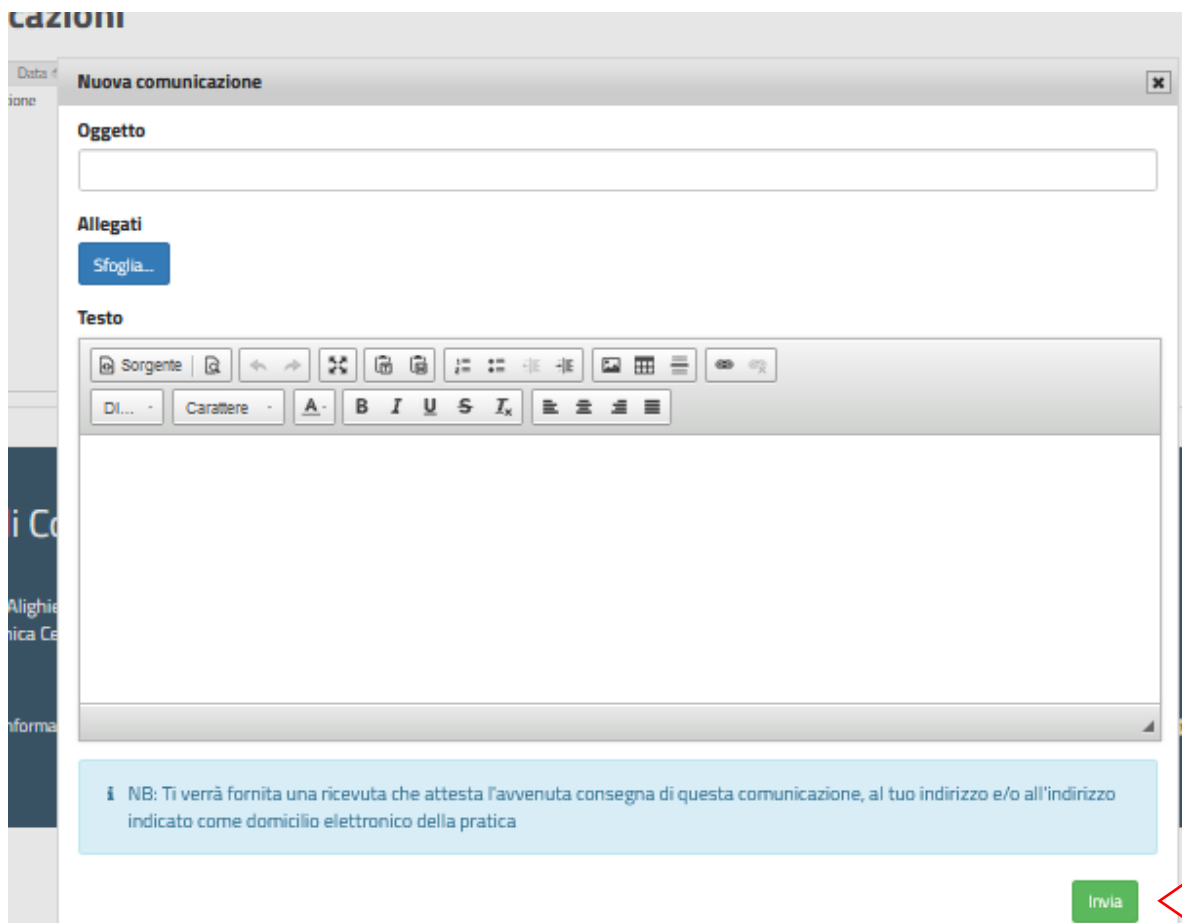 cazioni
Data
zione
Nuova comunicazione
Oggetto
Allegati
Sfoglia...
Testo
Sorgente
DI... Carattere A B I U S Ix
i Co
Alighie
nica Ce
nforma
NB: Ti verrà fornita una ricevuta che attesta l'avvenuta consegna di questa comunicazione, al tuo indirizzo e/o all'indirizzo
indicato come domicilio elettronico della pratica
Invia